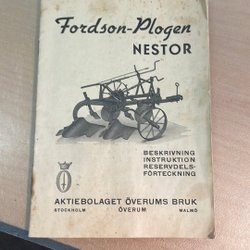 Fordson-Plogen
NESTOR
BESKRIVNING
INSTRUKTION
RESERVDELS-
FÖRTECKNING
AKTIEBOLAGET ÖVERUMS BRUK
STOCKHOLM ÖVERUM MALMÖ